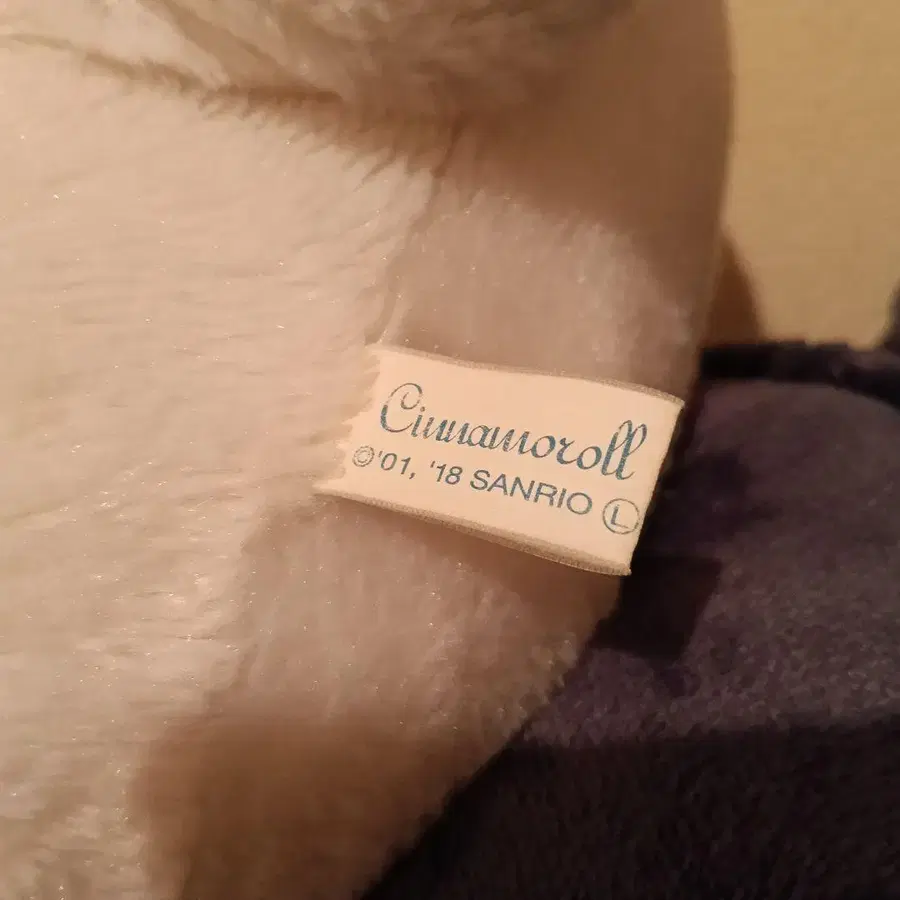 Cinnamoroll
©'01, '18 SANRIO Ⓛ